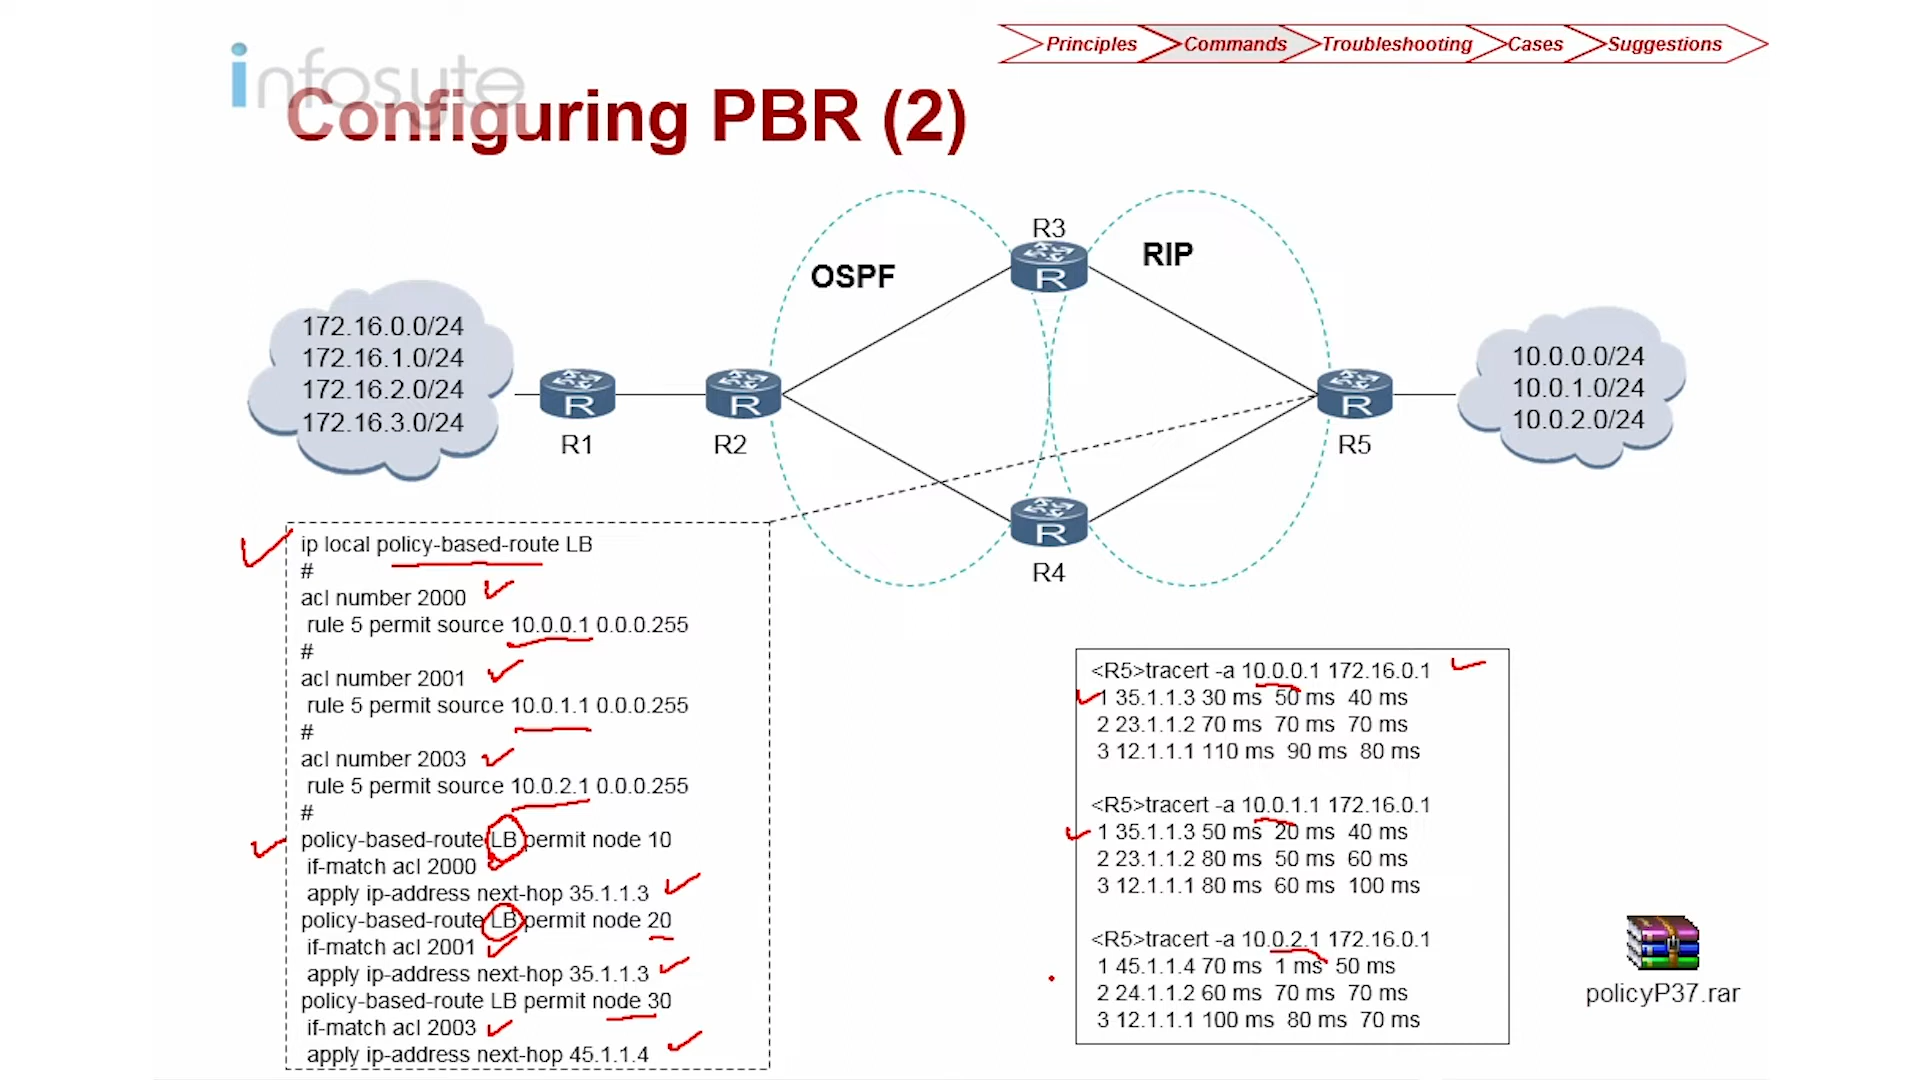 Principles Commands Troubleshooting Cases Suggestions
infosyte
Configuring PBR (2)
R3
RIP
OSPF
R
172.16.0.0/24
172.16.1.0/24
172.16.2.0/24
172.16.3.0/24
10.0.0.0/24
10.0.1.0/24
10.0.2.0/24
R
R
R
R1
R2
R5
R
R4
ip local policy-based-route LB
#
acl number 2000
rule 5 permit source 10.0.0.1 0.0.0.255
#
acl number 2001
rule 5 permit source 10.0.1.1 0.0.0.255
#
acl number 2003
rule 5 permit source 10.0.2.1 0.0.0.255
#
policy-based-route LB permit node 10
if-match acl 2000
apply ip-address next-hop 35.1.1.3
policy-based-route LB permit node 20
if-match acl 2001
apply ip-address next-hop 35.1.1.3
policy-based-route LB permit node 30
if-match acl 2003
apply ip-address next-hop 45.1.1.4
<R5>tracert -a 10.0.0.1 172.16.0.1
1 35.1.1.3 30 ms 50 ms 40 ms
2 23.1.1.2 70 ms 70 ms 70 ms
3 12.1.1.1 110 ms 90 ms 80 ms
<R5>tracert -a 10.0.1.1 172.16.0.1
1 35.1.1.3 50 ms 20 ms 40 ms
2 23.1.1.2 80 ms 50 ms 60 ms
3 12.1.1.1 80 ms 60 ms 100 ms
<R5>tracert -a 10.0.2.1 172.16.0.1
1 45.1.1.4 70 ms 1 ms 50 ms
2 24.1.1.2 60 ms 70 ms 70 ms
3 12.1.1.1 100 ms 80 ms 70 ms
policyP37.rar